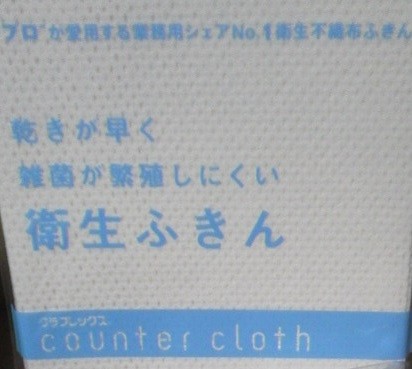 プロが愛用する業務用シェアNo.1衛生不織布ふきん
乾きが早く
雑菌が繁殖しにくい
衛生ふきん
クラフレックス
counter cloth